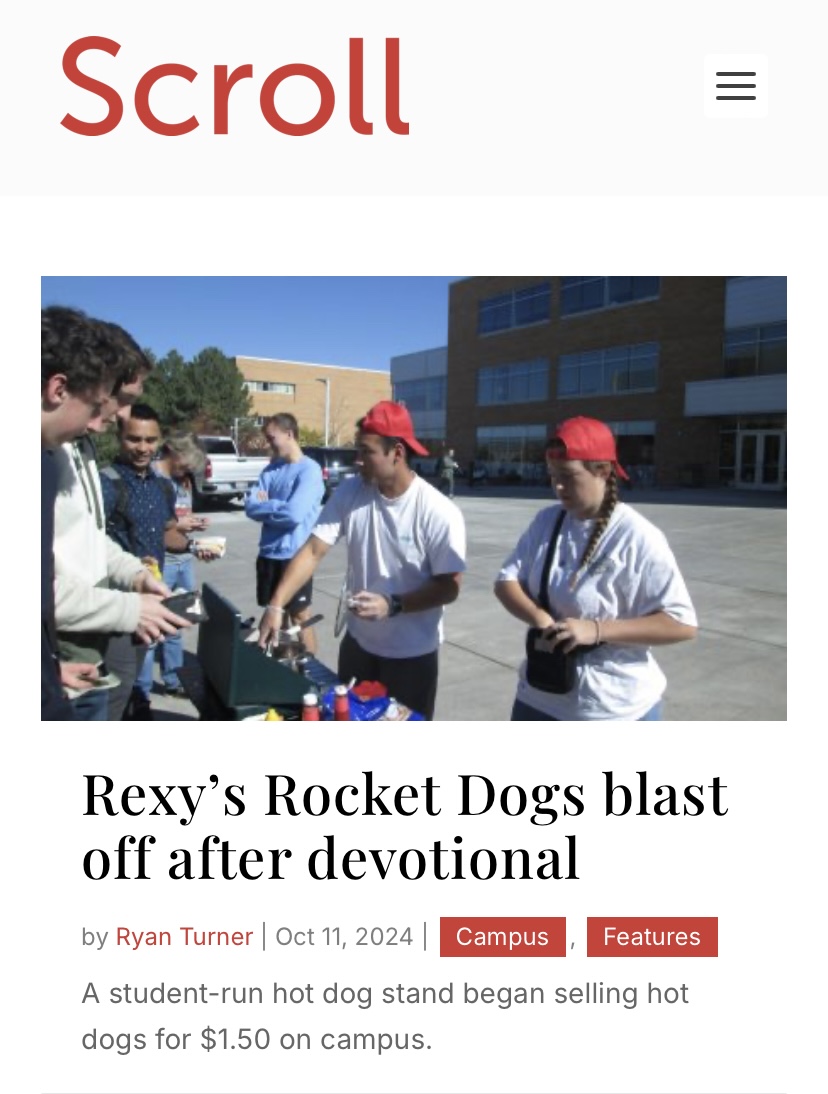 Scroll
Rexy’s Rocket Dogs blast
off after devotional
by Ryan Turner | Oct 11, 2024 | Campus , Features
A student-run hot dog stand began selling hot
dogs for $1.50 on campus.